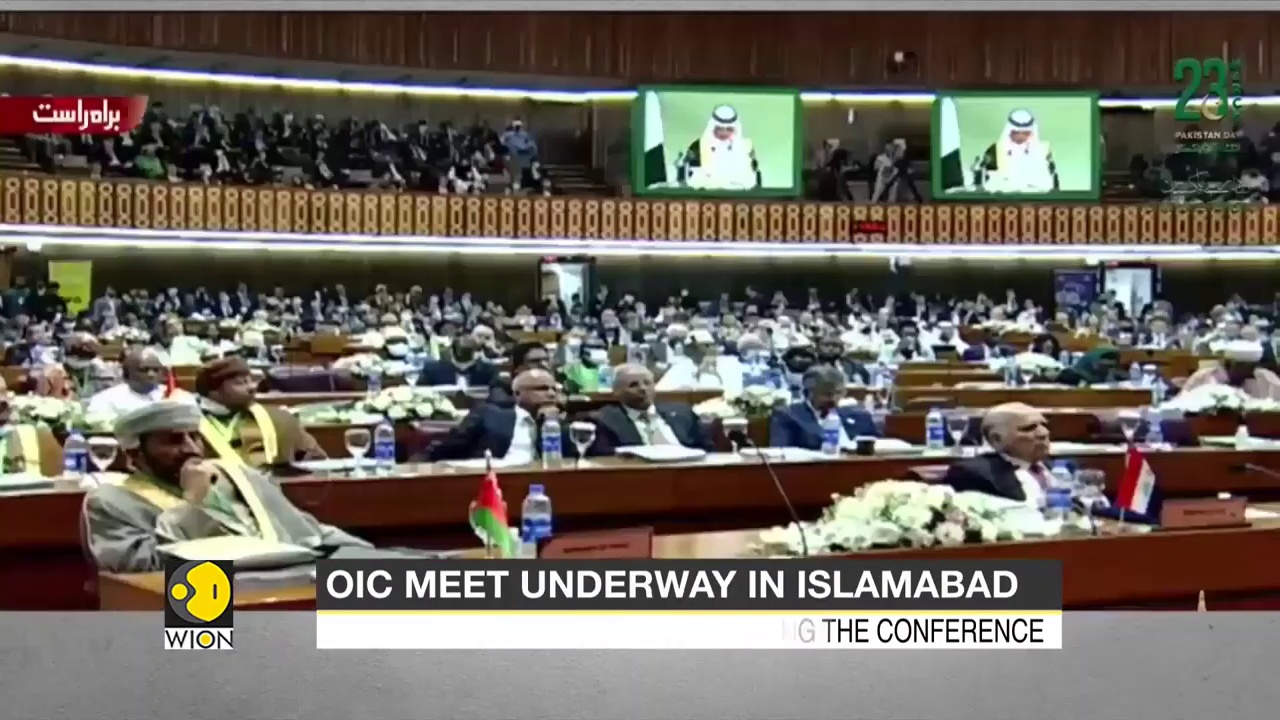 براہ راست
23
PAKISTAN DAY
OIC MEET UNDERWAY IN ISLAMABAD
THE CONFERENCE
WION